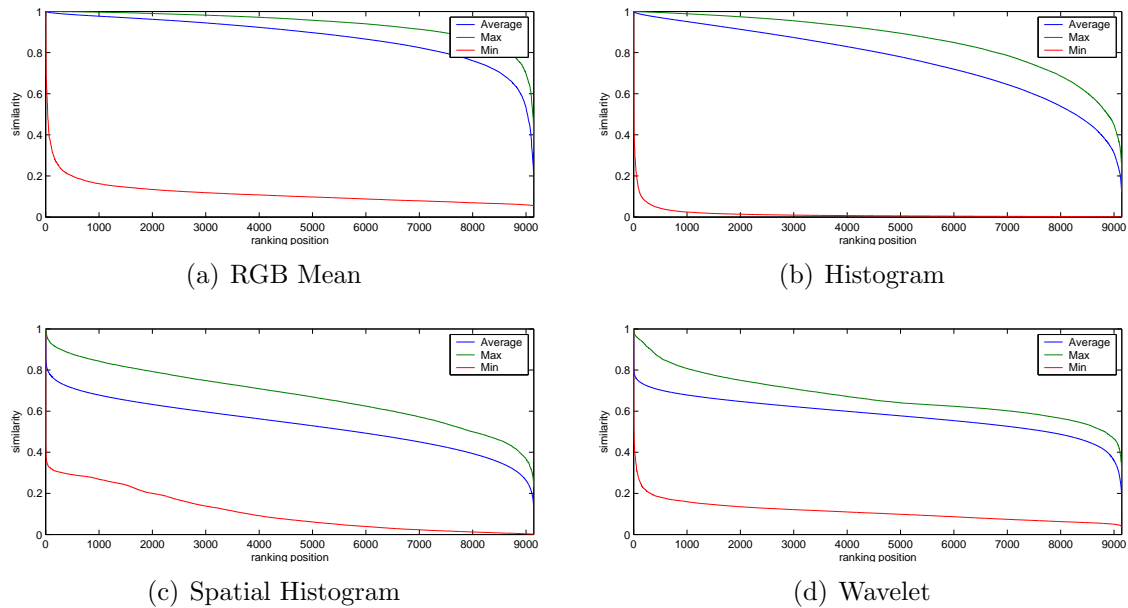 1
0.8
0.6
0.4
0.2
0
0 1000 2000 3000 4000 5000 6000 7000 8000 9000
similarity
ranking position
Average
Max
Min
(a) RGB Mean
1
0.8
0.6
0.4
0.2
0
0 1000 2000 3000 4000 5000 6000 7000 8000 9000
similarity
ranking position
Average
Max
Min
(b) Histogram
1
0.8
0.6
0.4
0.2
0
0 1000 2000 3000 4000 5000 6000 7000 8000 9000
similarity
ranking position
Average
Max
Min
(c) Spatial Histogram
1
0.8
0.6
0.4
0.2
0
0 1000 2000 3000 4000 5000 6000 7000 8000 9000
similarity
ranking position
Average
Max
Min
(d) Wavelet